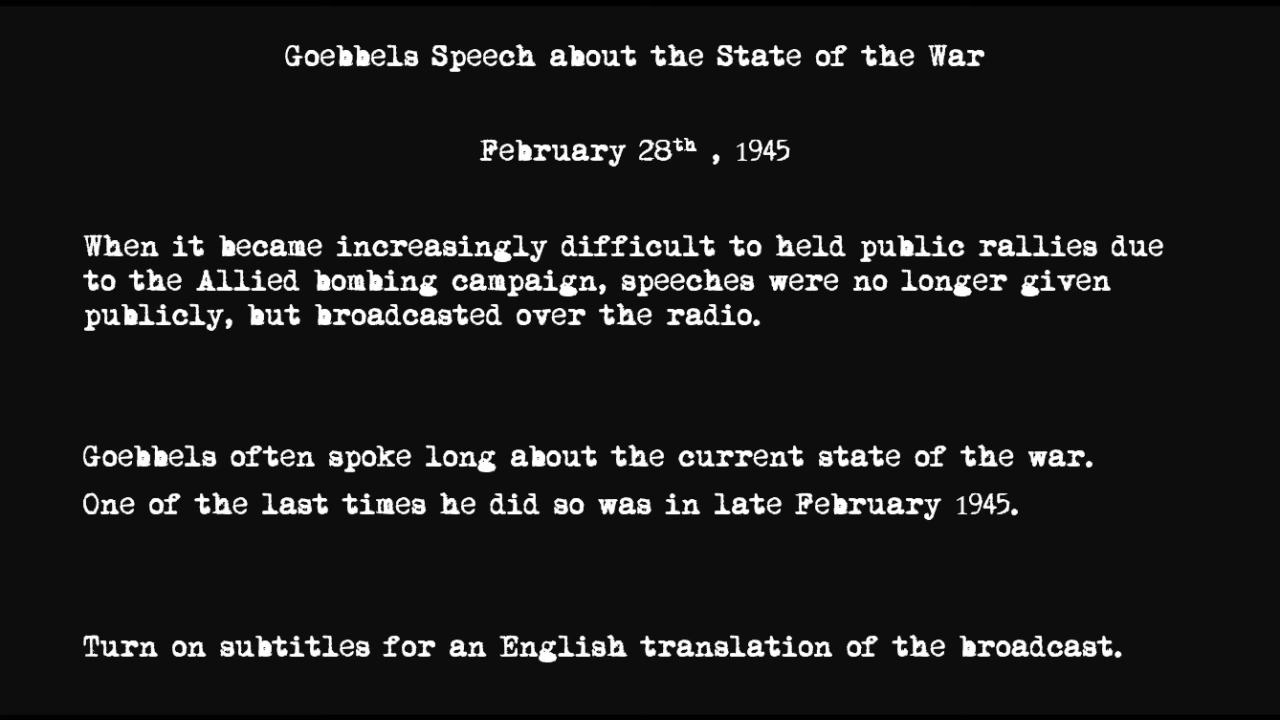 Goebbels Speech about the State of the War
February 28th , 1945
When it became increasingly difficult to held public rallies due
to the Allied bombing campaign, speeches were no longer given
publicly, but broadcasted over the radio.
Goebbels often spoke long about the current state of the war.
One of the last times he did so was in late February 1945.
Turn on subtitles for an English translation of the broadcast.